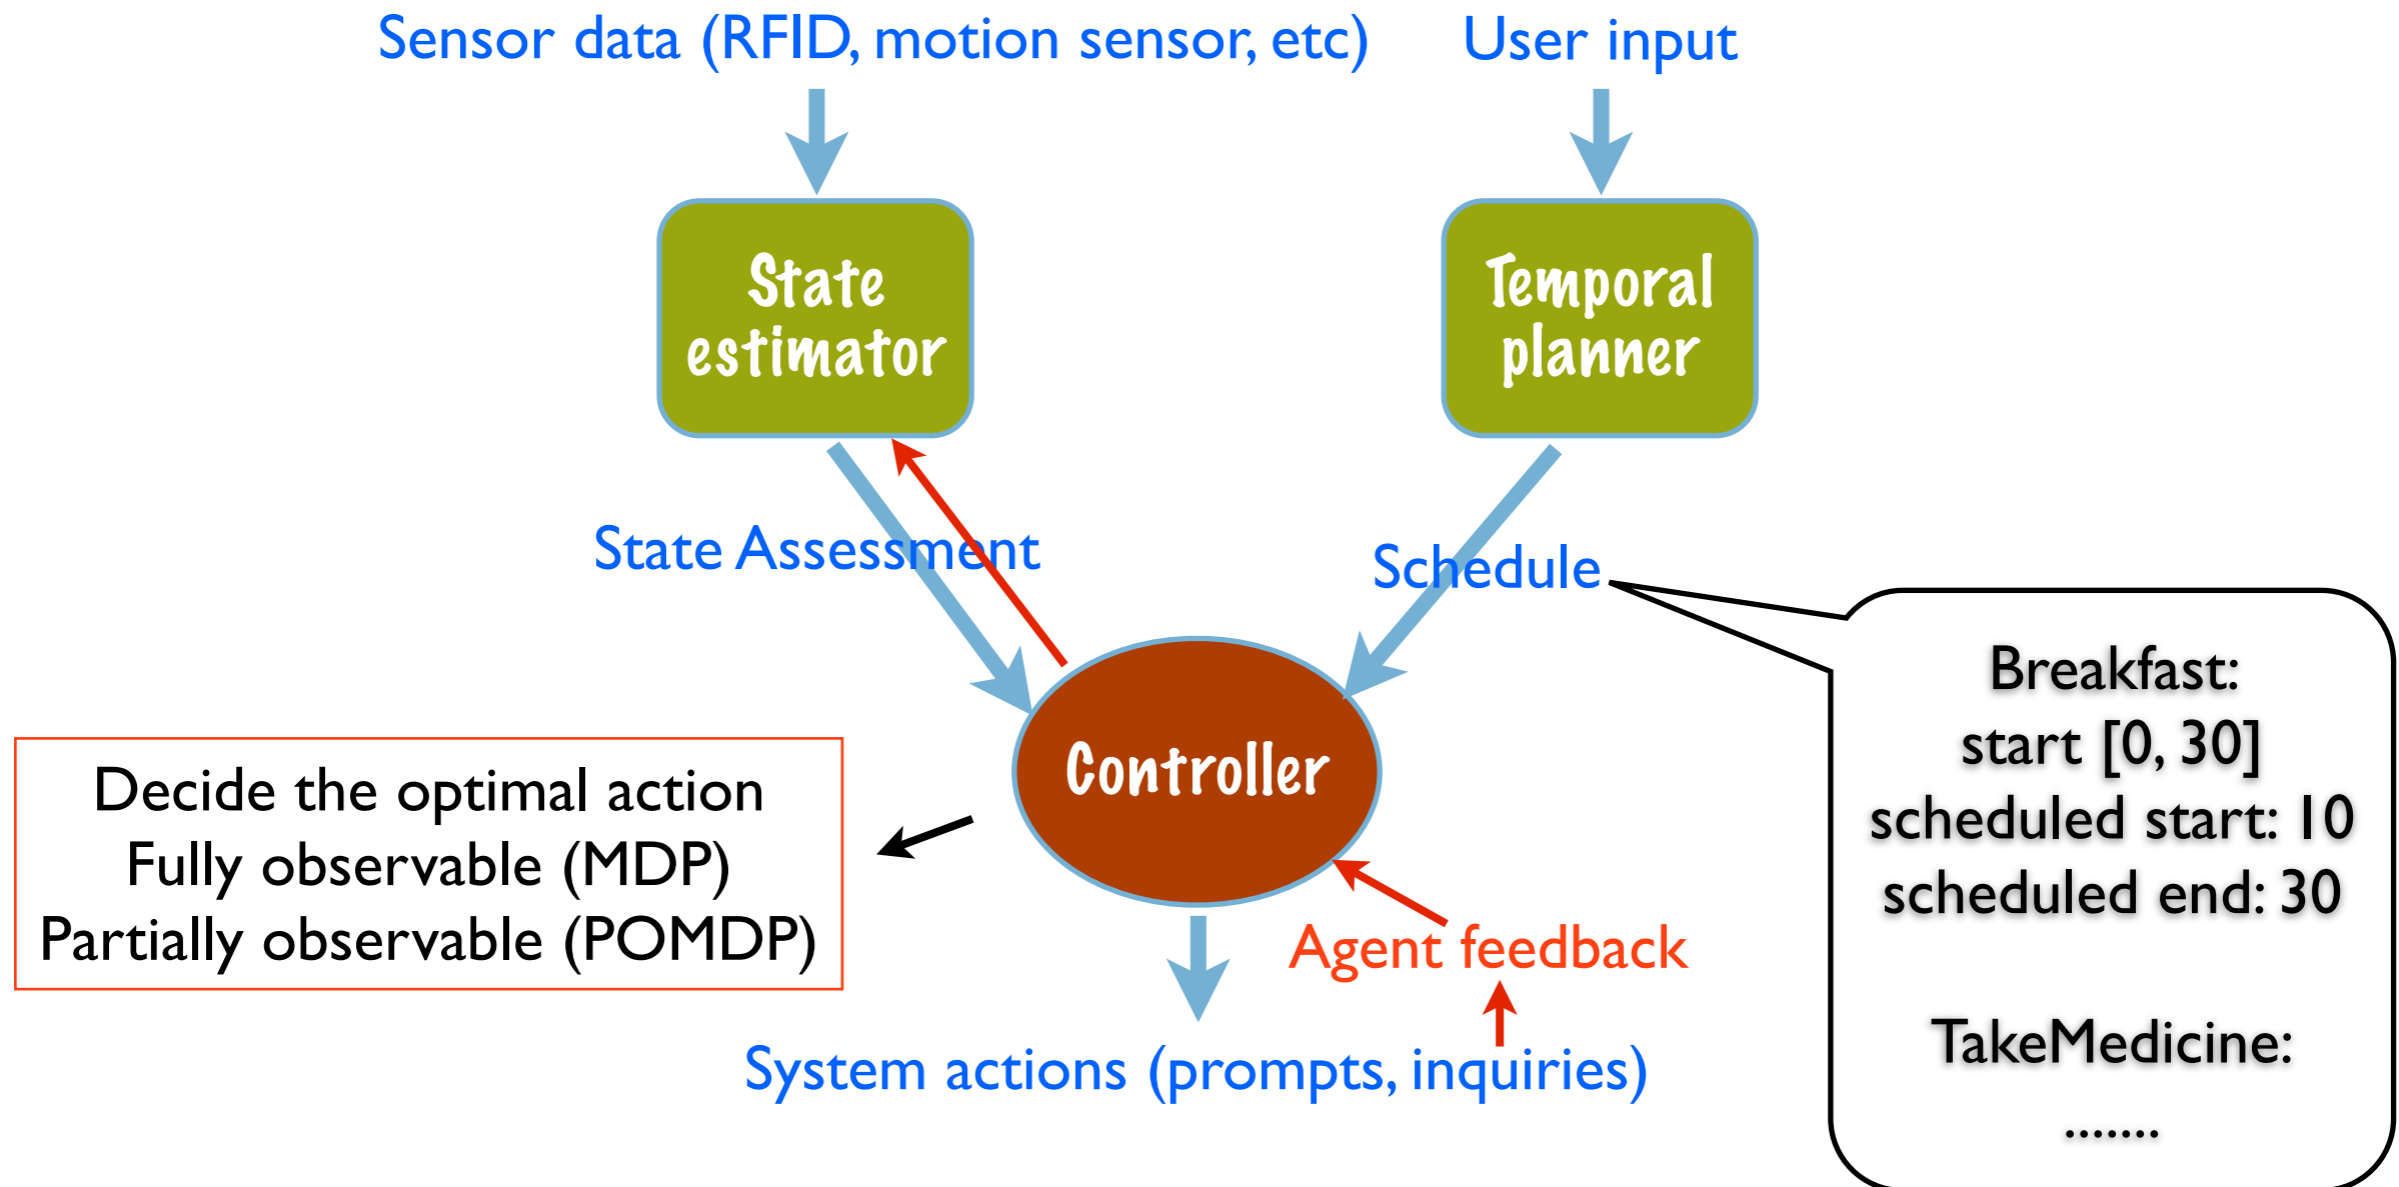 Sensor data (RFID, motion sensor, etc)
User input
State
estimator
Temporal
planner
State Assessment
Schedule
Controller
Decide the optimal action
Fully observable (MDP)
Partially observable (POMDP)
Breakfast:
start [0, 30]
scheduled start: 10
scheduled end: 30
TakeMedicine:
.......
Agent feedback
System actions (prompts, inquiries)